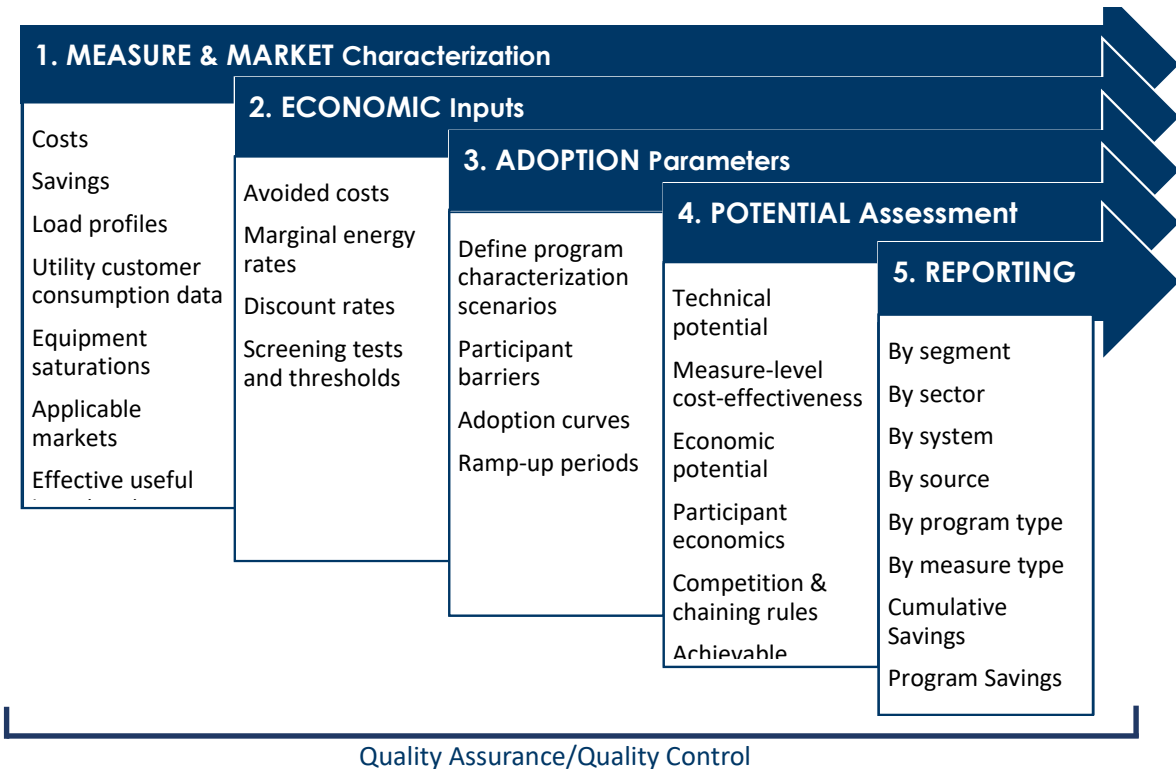 1. MEASURE & MARKET Characterization
Costs
Savings
Load profiles
Utility customer
consumption data
Equipment
saturations
Applicable
markets
Effective useful
2. ECONOMIC Inputs
Avoided costs
Marginal energy
rates
Discount rates
Screening tests
and thresholds
3. ADOPTION Parameters
Define program
characterization
scenarios
Participant
barriers
Adoption curves
Ramp-up periods
4. POTENTIAL Assessment
Technical
potential
Measure-level
cost-effectiveness
Economic
potential
Participant
economics
Competition &
chaining rules
Achievable
5. REPORTING
By segment
By sector
By system
By source
By program type
By measure type
Cumulative
Savings
Program Savings
Quality Assurance/Quality Control